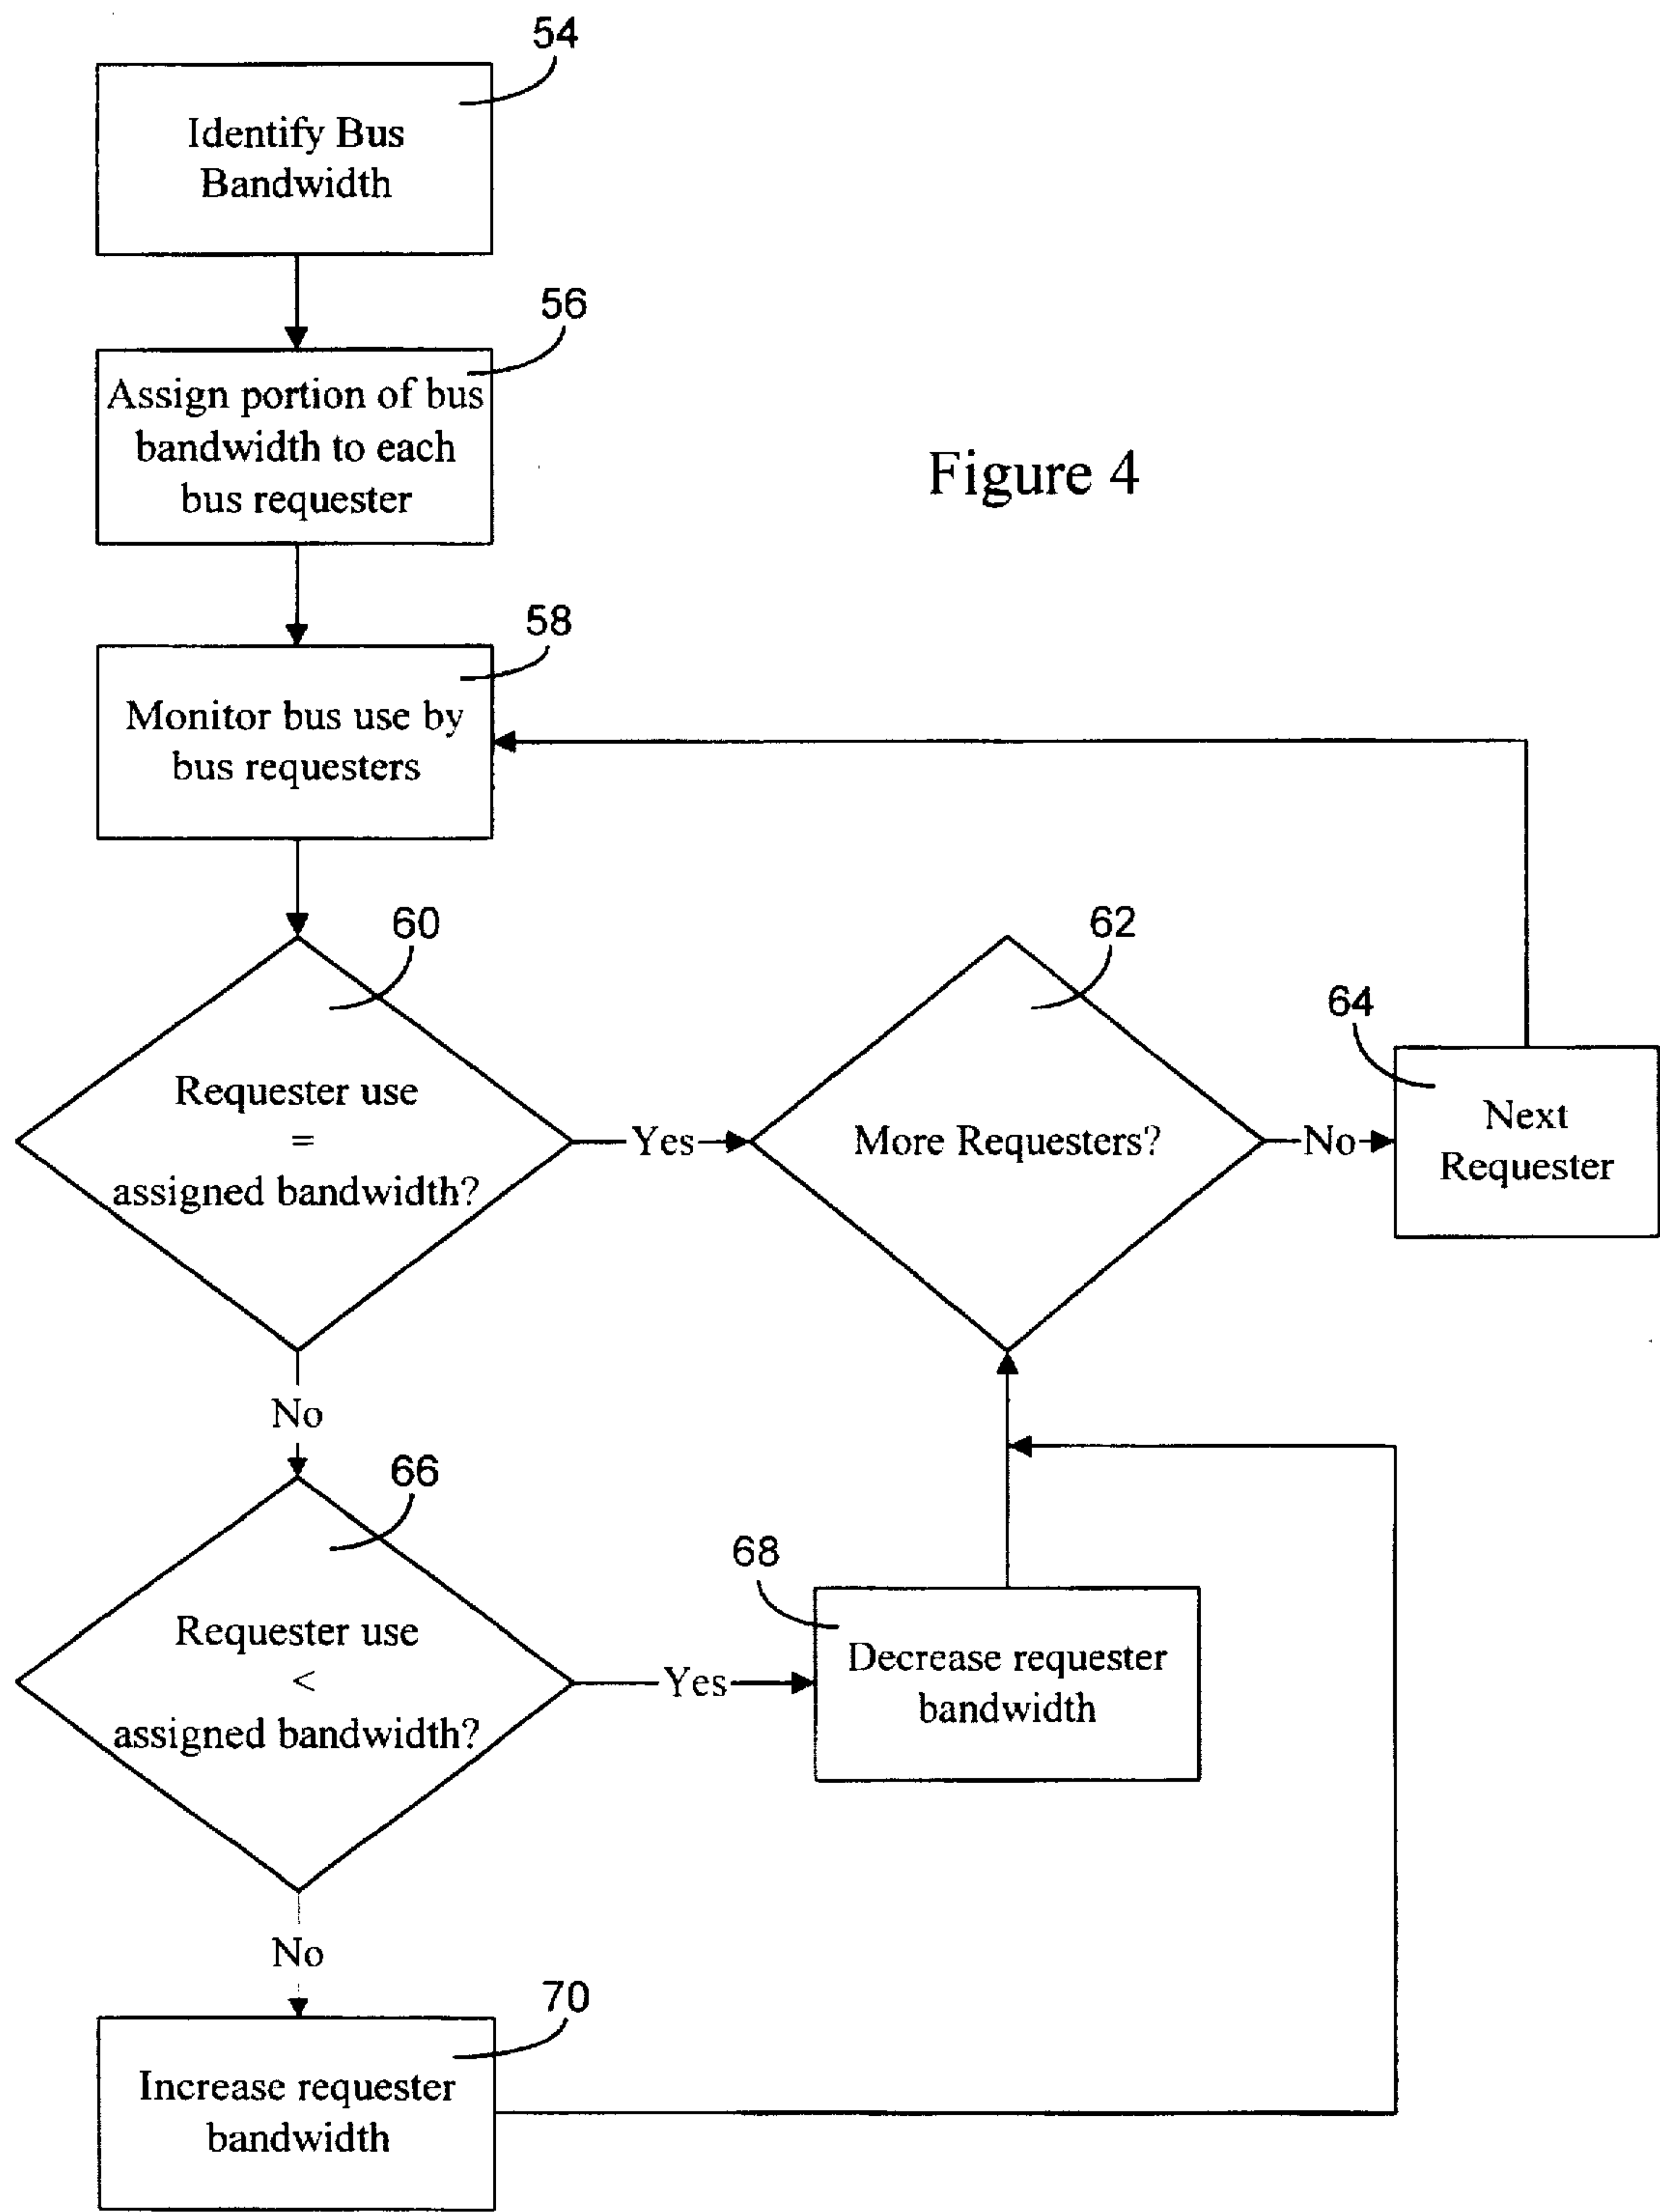 54
Identify Bus
Bandwidth
56
Assign portion of bus
bandwidth to each
bus requester
Figure 4
58
Monitor bus use by
bus requesters
60
Requester use
=
assigned bandwidth?
Yes
62
More Requesters?
No
64
Next
Requester
No
66
Requester use
<
assigned bandwidth?
Yes
68
Decrease requester
bandwidth
No
70
Increase requester
bandwidth